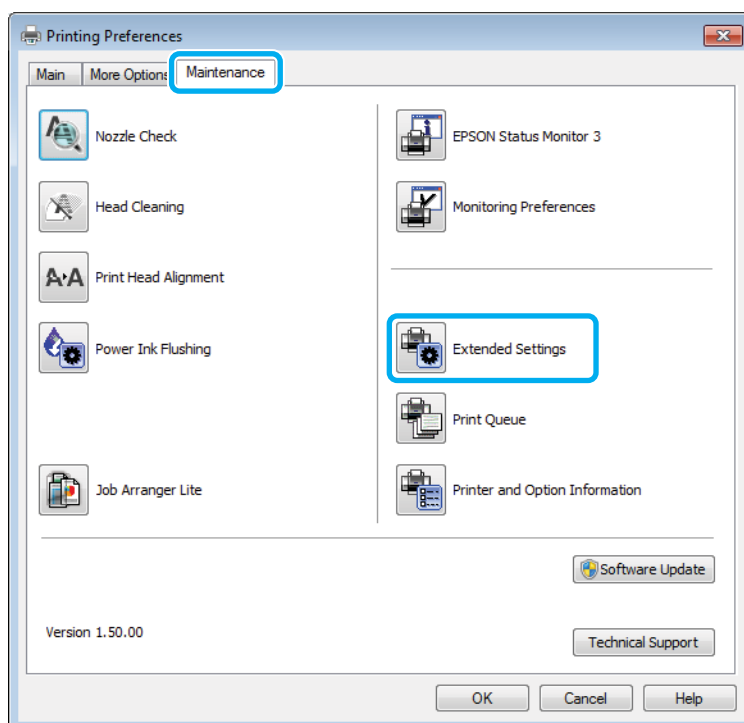 Printing Preferences
Main
More Options
Maintenance
Nozzle Check
Head Cleaning
A·A Print Head Alignment
Power Ink Flushing
Job Arranger Lite
EPSON Status Monitor 3
Monitoring Preferences
Extended Settings
Print Queue
Printer and Option Information
Software Update
Version 1.50.00
Technical Support
OK
Cancel
Help